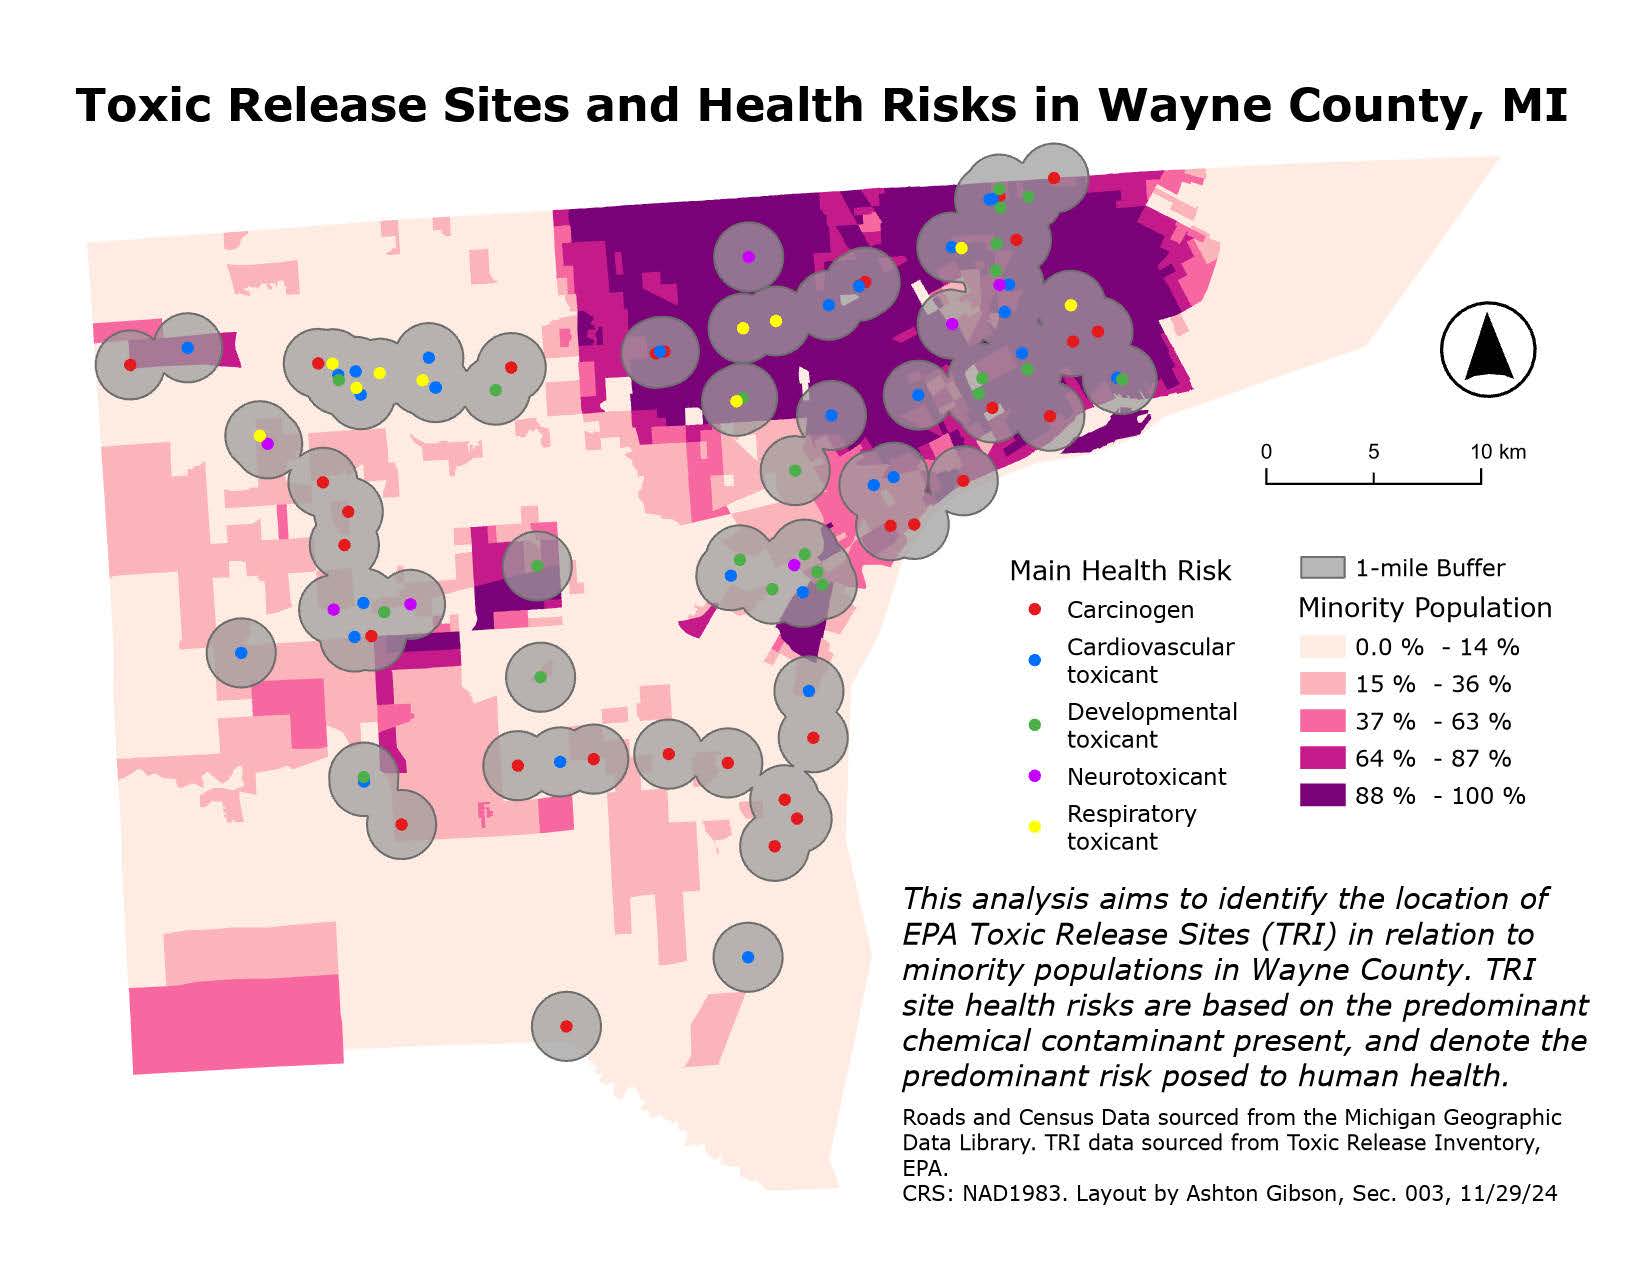 Toxic Release Sites and Health Risks in Wayne County, MI
0 5 10 km
Main Health Risk
Carcinogen
Cardiovascular
toxicant
Developmental
toxicant
Neurotoxicant
Respiratory
toxicant
1-mile Buffer
Minority Population
0.0 % - 14 %
15 % - 36 %
37 % - 63 %
64 % - 87 %
88 % - 100 %
This analysis aims to identify the location of
EPA Toxic Release Sites (TRI) in relation to
minority populations in Wayne County. TRI
site health risks are based on the predominant
chemical contaminant present, and denote the
predominant risk posed to human health.
Roads and Census Data sourced from the Michigan Geographic
Data Library. TRI data sourced from Toxic Release Inventory,
EPA.
CRS: NAD1983. Layout by Ashton Gibson, Sec. 003, 11/29/24